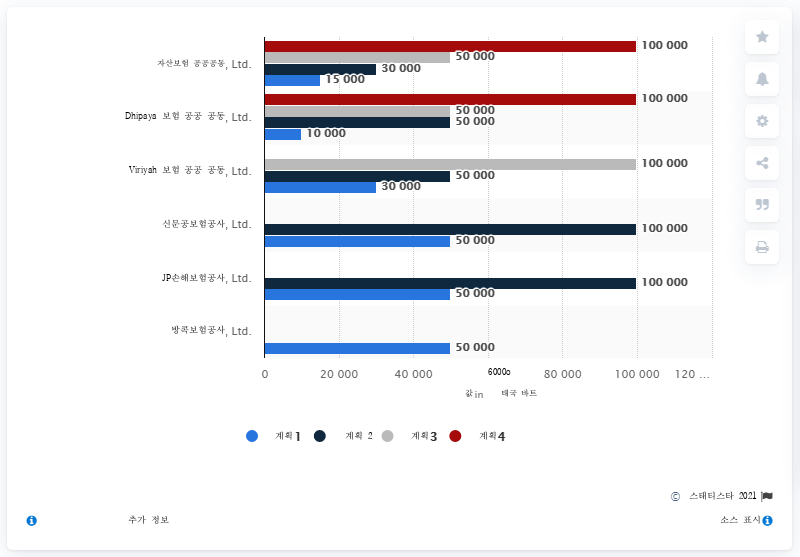 100 000
50 000
30 000
15 000
자산보험 공공공동, Ltd.
100 000
50 000
50 000
10 000
Dhipaya 보험 공공 공동, Ltd.
100 000
50 000
30 000
Viriyah 보험 공공 공동, Ltd.
100 000
50 000
신문공보험공사, Ltd.
100 000
50 000
JP손해보험공사, Ltd.
50 000
방콕보험공사, Ltd.
0 20 000 40 000 6000o 80 000 100 000 120 ...
값 in 태국 바트
계획1 계획 2 계획3 계획4
© 스태티스타 2021
추가 정보 소스 표시